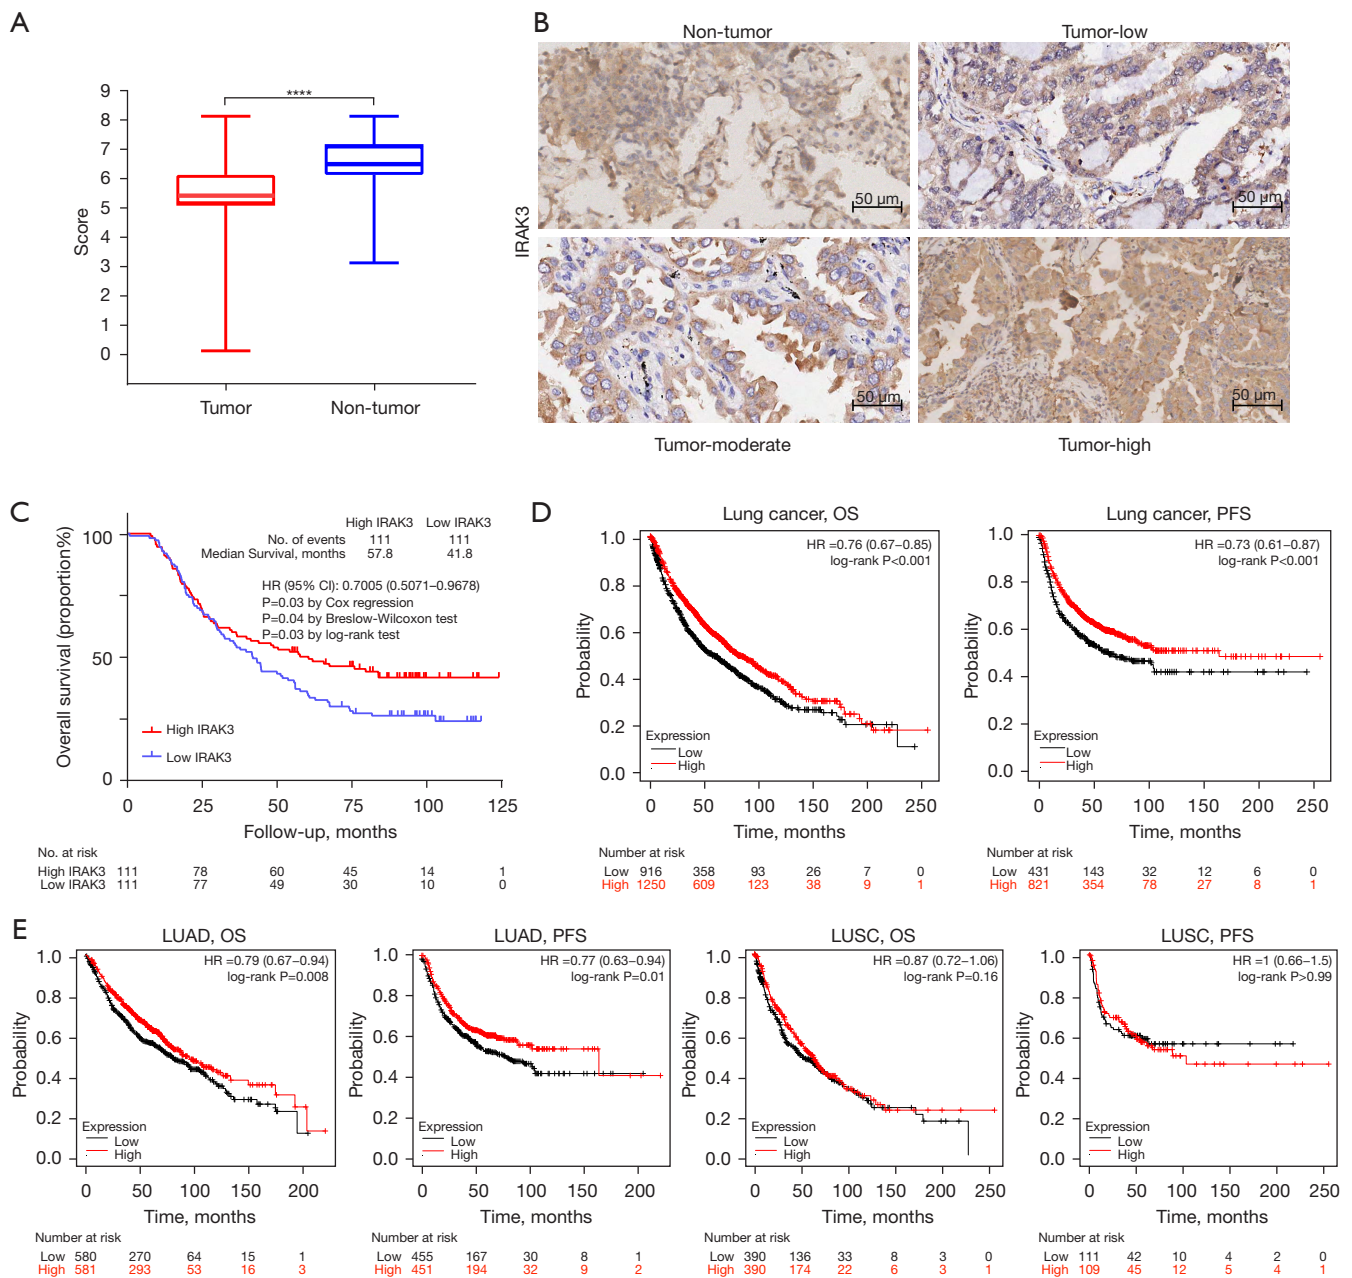 A
9
8
7
6
5
4
3
2
1
0
Score
****
Tumor
Non-tumor
B
Non-tumor
Tumor-low
IRAK3
50 µm
50 µm
50 µm
50 µm
Tumor-moderate
Tumor-high
C
Overall survival (proportion%)
100
50
0
High IRAK3 Low IRAK3
No. of events 111 111
Median Survival, months 57.8 41.8
HR (95% CI): 0.7005 (0.5071–0.9678)
P=0.03 by Cox regression
P=0.04 by Breslow-Wilcoxon test
P=0.03 by log-rank test
High IRAK3
Low IRAK3
0 25 50 75 100 125
Follow-up, months
No. at risk
High IRAK3 111 78 60 45 14 1
Low IRAK3 111 77 49 30 10 0
D
Lung cancer, OS
HR =0.76 (0.67–0.85)
log-rank P<0.001
Probability
1.0
0.8
0.6
0.4
0.2
0.0
Expression
Low
High
0 50 100 150 200 250
Time, months
Number at risk
Low 916 358 93 26 7 0
High 1250 609 123 38 9 1
Lung cancer, PFS
HR =0.73 (0.61–0.87)
log-rank P<0.001
Probability
1.0
0.8
0.6
0.4
0.2
0.0
Expression
Low
High
0 50 100 150 200 250
Time, months
Number at risk
Low 431 143 32 12 6 0
High 821 354 78 27 8 1
E
LUAD, OS
HR =0.79 (0.67–0.94)
log-rank P=0.008
Probability
1.0
0.8
0.6
0.4
0.2
0.0
Expression
Low
High
0 50 100 150 200
Time, months
Number at risk
Low 580 270 64 15 1
High 581 293 53 16 3
LUAD, PFS
HR =0.77 (0.63–0.94)
log-rank P=0.01
Probability
1.0
0.8
0.6
0.4
0.2
0.0
Expression
Low
High
0 50 100 150 200
Time, months
Number at risk
Low 455 167 30 8 1
High 451 194 32 9 2
LUSC, OS
HR =0.87 (0.72–1.06)
log-rank P=0.16
Probability
1.0
0.8
0.6
0.4
0.2
0.0
Expression
Low
High
0 50 100 150 200 250
Time, months
Number at risk
Low 390 136 33 8 3 0
High 390 174 22 6 3 1
LUSC, PFS
HR =1 (0.66–1.5)
log-rank P>0.99
Probability
1.0
0.8
0.6
0.4
0.2
0.0
Expression
Low
High
0 50 100 150 200 250
Time, months
Number at risk
Low 111 42 10 4 2 0
High 109 45 12 5 4 1